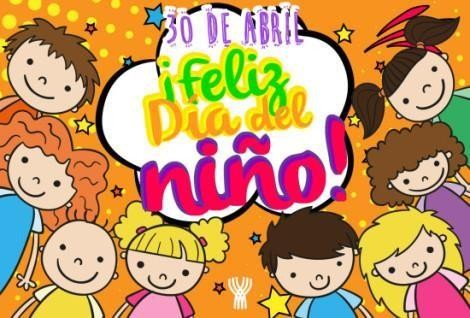 30 DE ABRIL
¡feliz
Día del
niño!